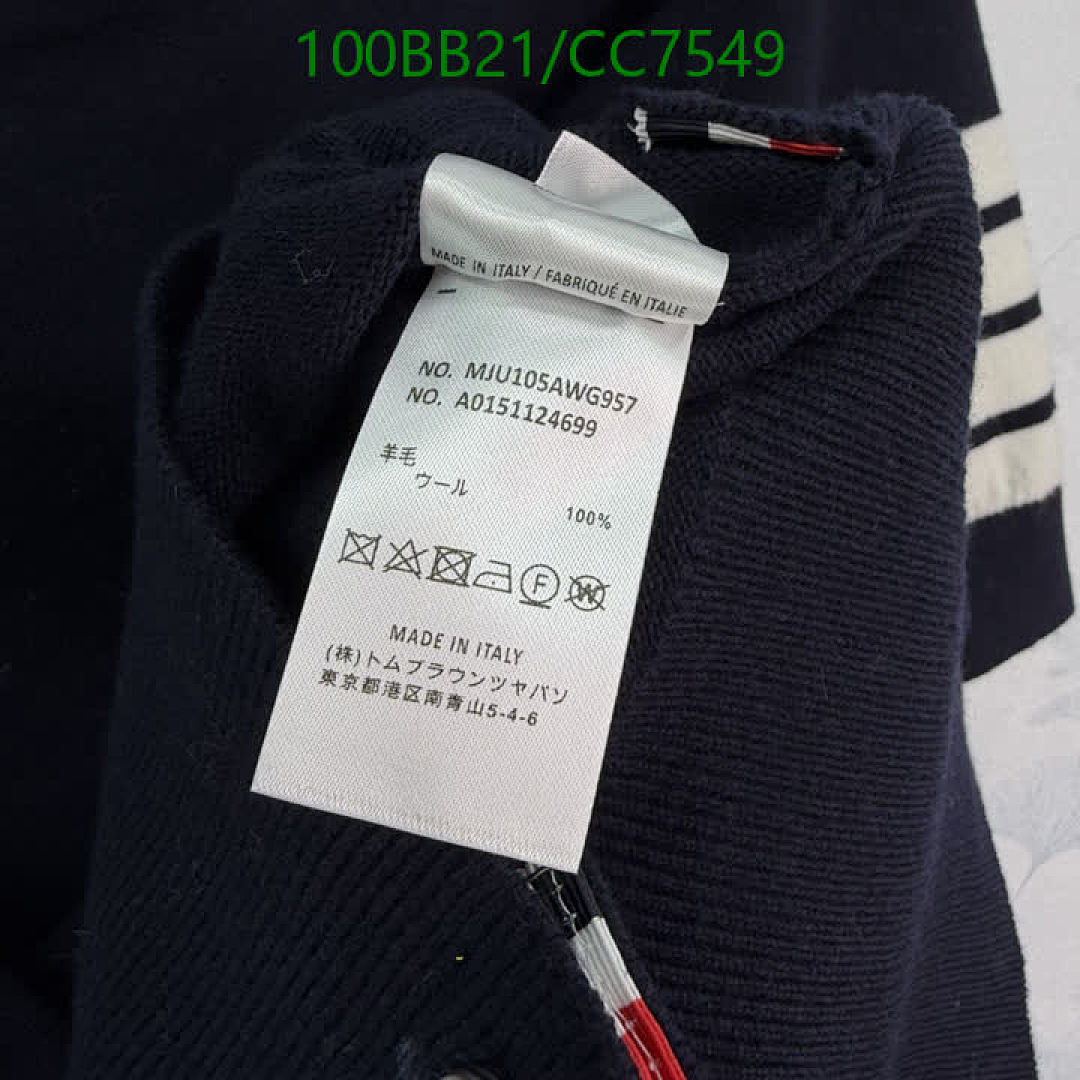 100BB21/CC7549
MADE IN ITALY / FABRIQUÉ EN ITALIE
NO. MJU105AWG957
NO. A0151124699
羊毛
ウール
100%
F
W
MADE IN ITALY
(株)トムブラウンツヤバソ
東京都港区南青山5-4-6